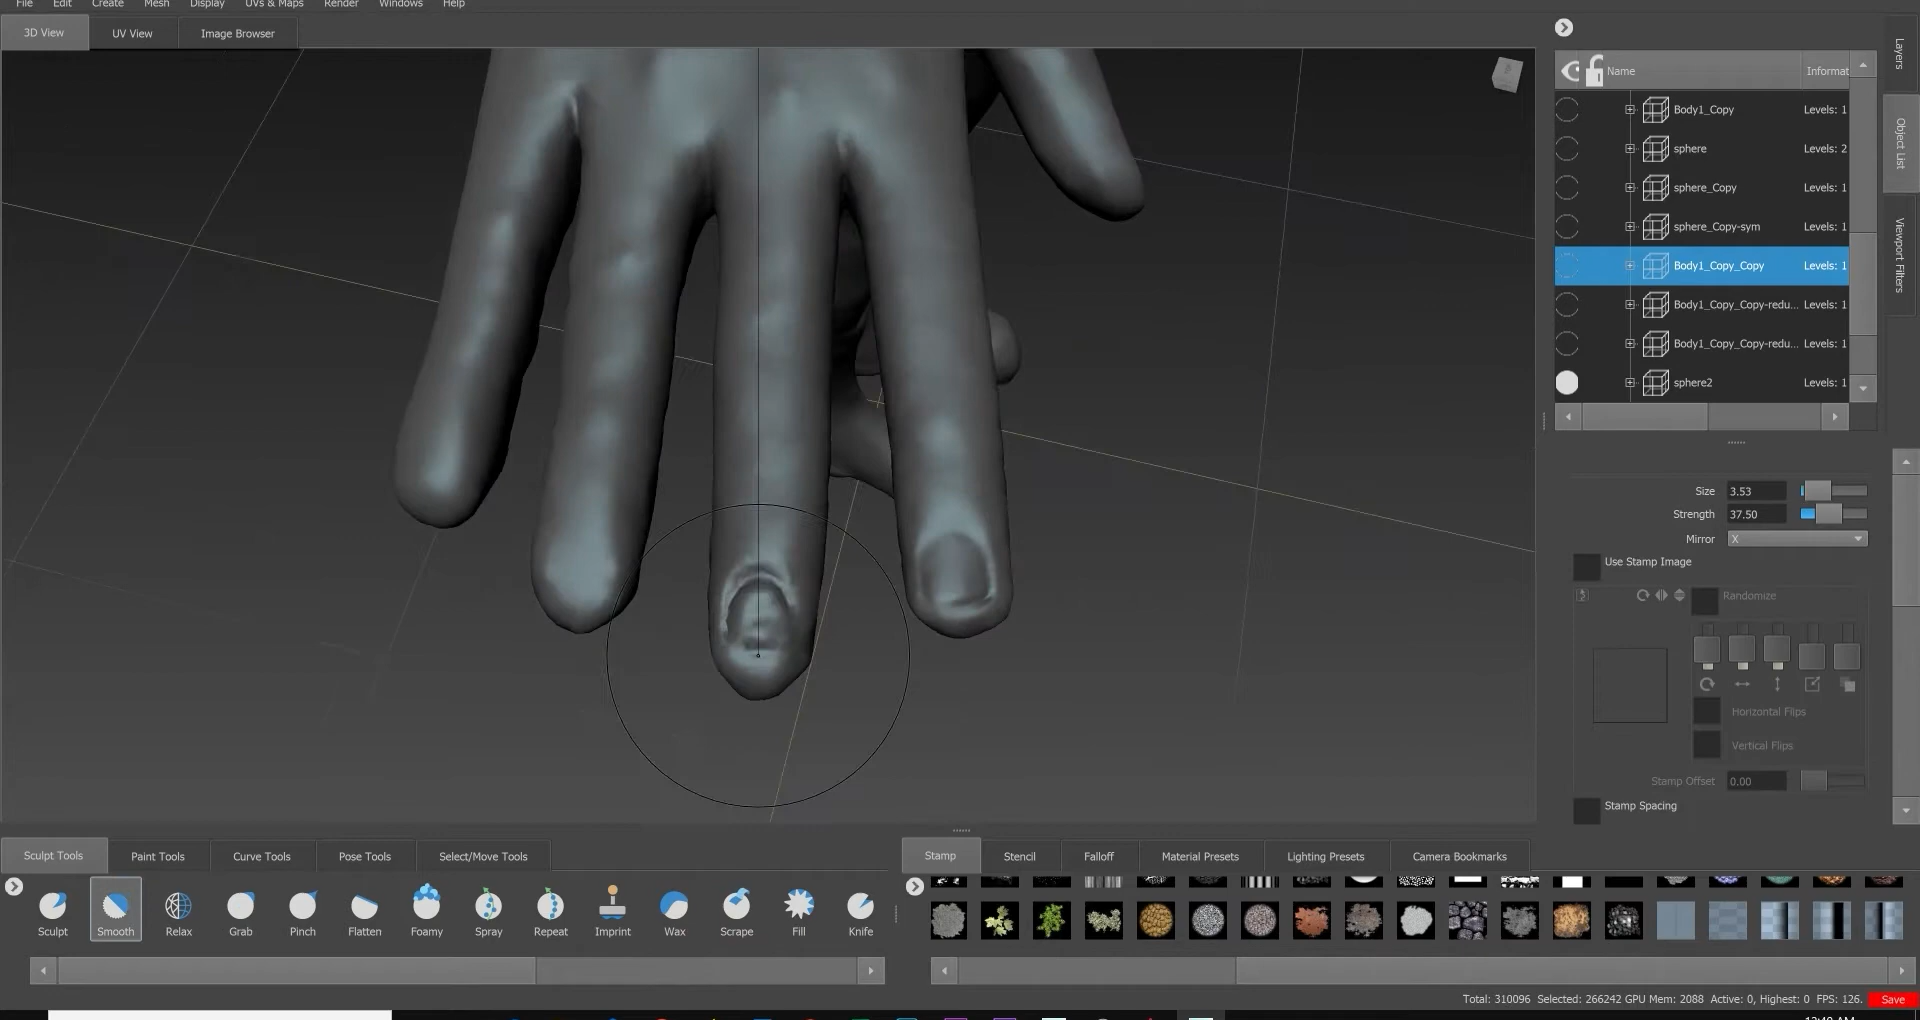 File Edit Create Mesh Display UVs & Maps Render Windows Help
3D View UV View Image Browser
Layers
Object List
Viewport Filters
Name Informat
Body1_Copy Levels: 1
sphere Levels: 2
sphere_Copy Levels: 1
sphere_Copy-sym Levels: 1
Body1_Copy_Copy Levels: 1
Body1_Copy_Copy-redu... Levels: 1
Body1_Copy_Copy-redu... Levels: 1
sphere2 Levels: 1
Size 3.53
Strength 37.50
Mirror X
Use Stamp Image
Randomize
Horizontal Flips
Vertical Flips
Stamp Offset 0.00
Stamp Spacing
Sculpt Tools Paint Tools Curve Tools Pose Tools Select/Move Tools
Sculpt Smooth Relax Grab Pinch Flatten Foamy Spray Repeat Imprint Wax Scrape Fill Knife
Stamp Stencil Falloff Material Presets Lighting Presets Camera Bookmarks
Total: 310096 Selected: 266242 GPU Mem: 2088 Active: 0, Highest: 0 FPS: 126. Save